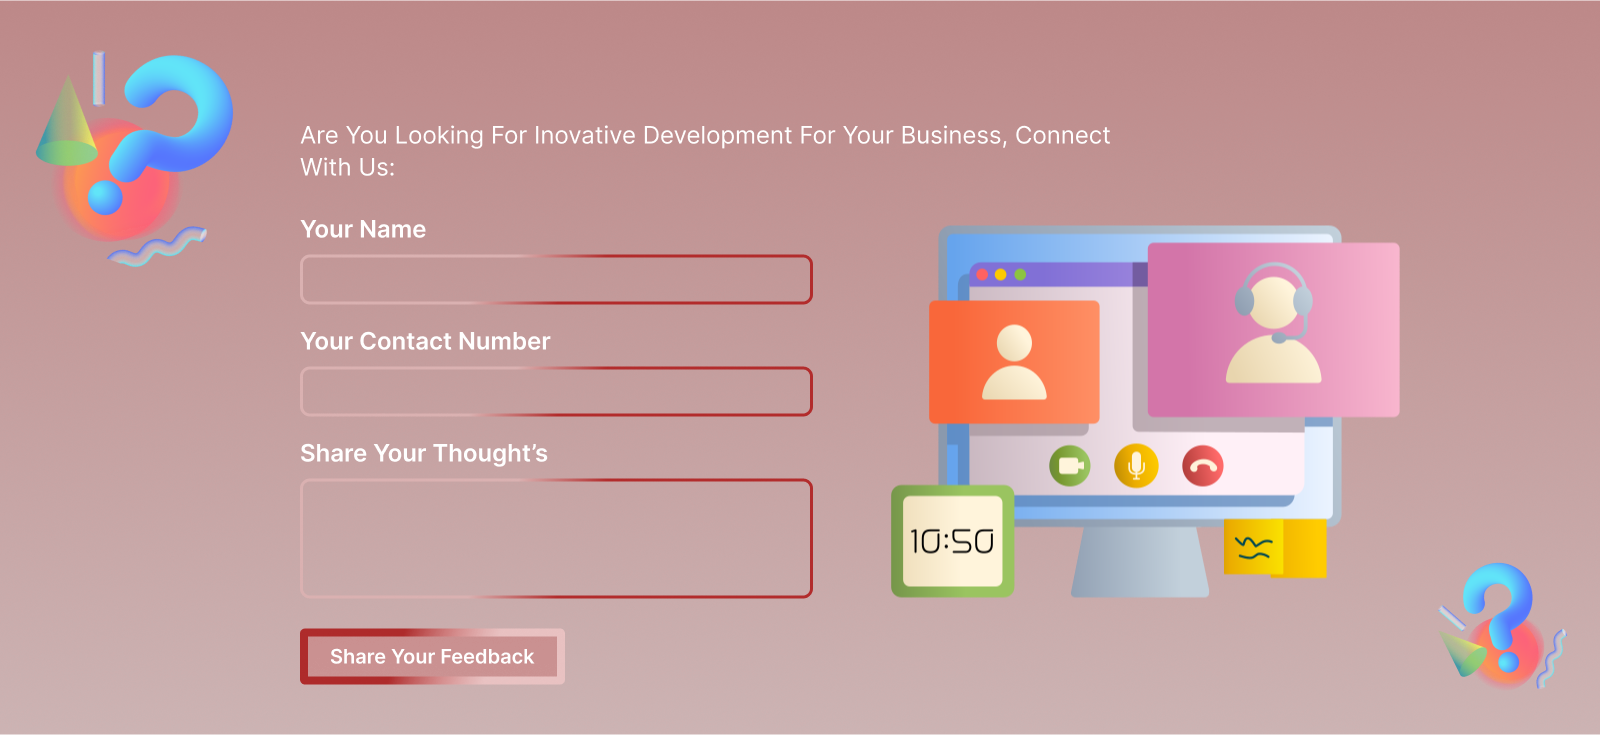 Are You Looking For Inovative Development For Your Business, Connect
With Us:
Your Name
Your Contact Number
Share Your Thought’s
10:50
Share Your Feedback